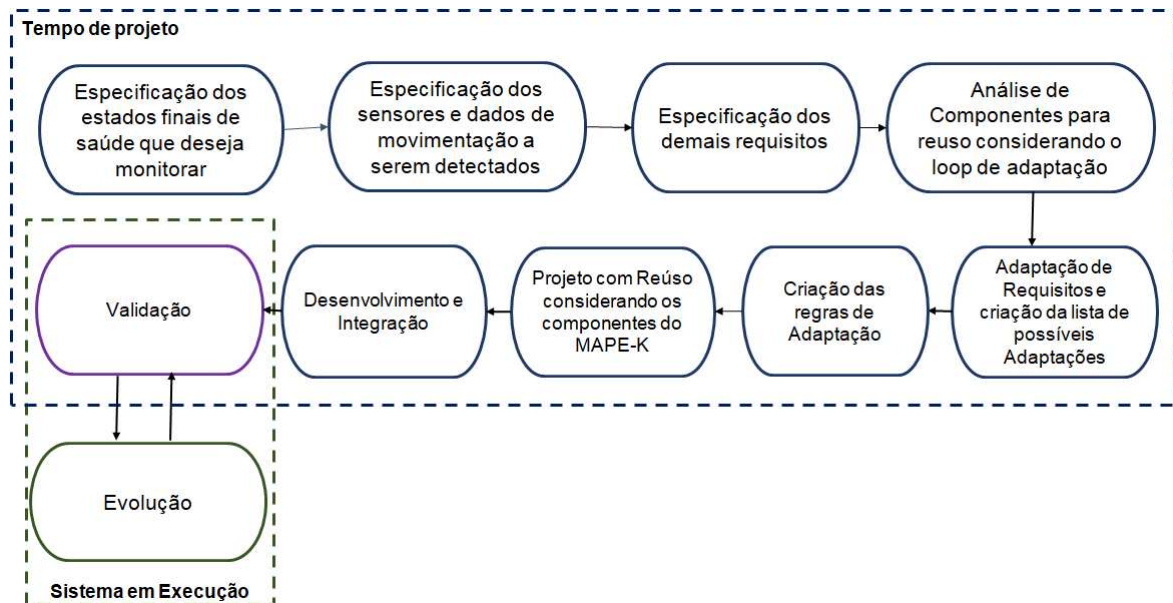 Tempo de projeto
Especificação dos
estados finais de
saúde que deseja
monitorar
Especificação dos
sensores e dados de
movimentação a
serem detectados
Especificação dos
demais requisitos
Análise de
Componentes para
reuso considerando o
loop de adaptação
Adaptação de
Requisitos e
criação da lista de
possíveis
Adaptações
Criação das
regras de
Adaptação
Projeto com Reúso
considerando os
componentes do
MAPE-K
Desenvolvimento e
Integração
Validação
Evolução
Sistema em Execução